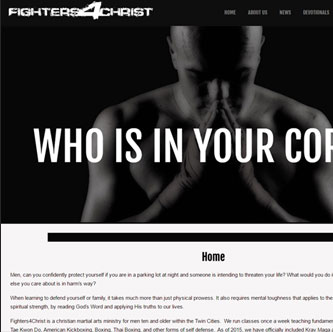 FIGHTERS4CHRIST
HOME ABOUT US NEWS DEVOTIONALS
WHO IS IN YOUR COR
Home
Men, can you confidently protect yourself if you are in a parking lot at night and someone is intending to threaten your life? What would you do
else you care about is in harm's way?
When learning to defend yourself or family, it takes much more than just physical prowess. It also requires mental toughness that applies to the
spiritual strength, by reading God's Word and applying His truths to our lives.
Fighters4Christ is a christian martial arts ministry for men ten and older within the Twin Cities. We run classes once a week teaching
Tae Kwon Do, American Kickboxing, Boxing, Thai Boxing, and other forms of self defense. As of 2015, we have officially included Krav Maga